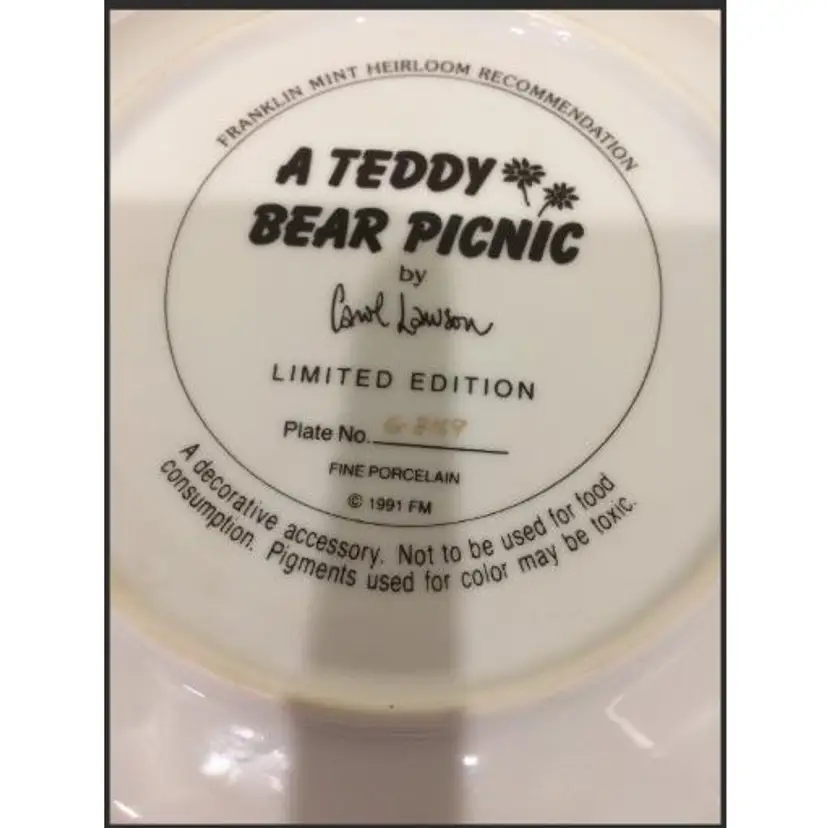 FRANKLIN MINT HEIRLOOM RECOMMENDATION
A TEDDY
BEAR PICNIC
by
Carol Lawson
LIMITED EDITION
Plate No.
FINE PORCELAIN
© 1991 FM
A decorative accessory. Not to be used for food
consumption. Pigments used for color may be toxic.